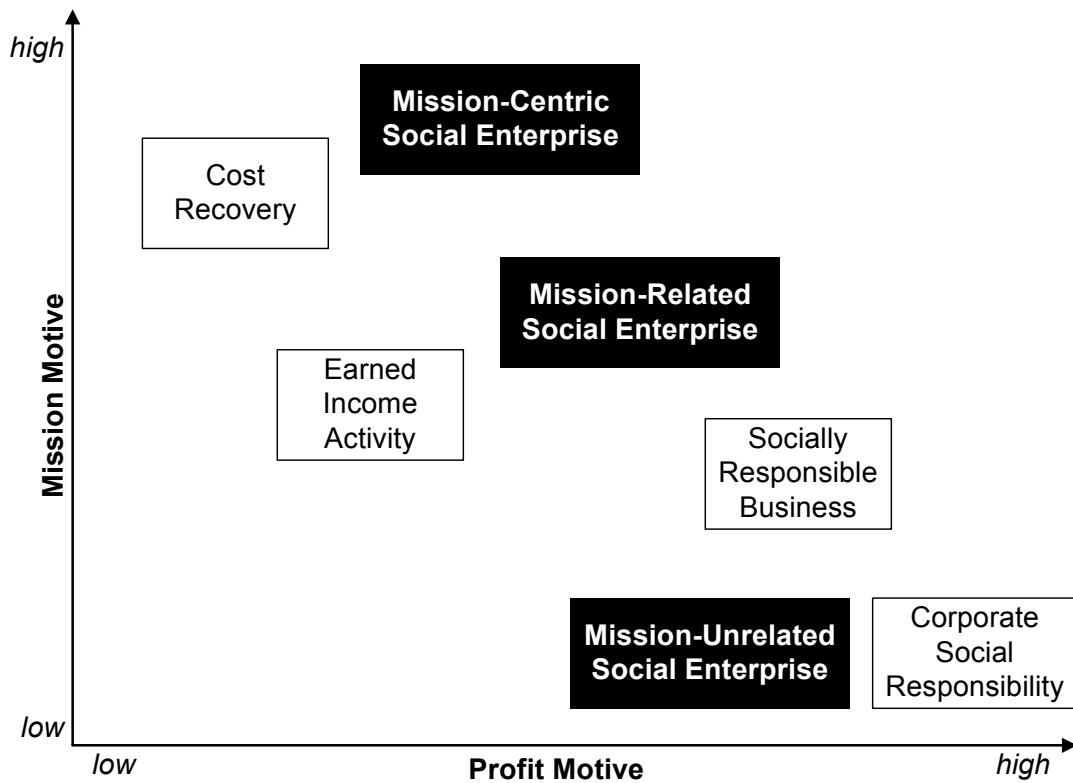 high
Mission-Centric
Social Enterprise
Cost
Recovery
Mission-Related
Social Enterprise
Mission Motive
Earned
Income
Activity
Socially
Responsible
Business
Mission-Unrelated
Social Enterprise
Corporate
Social
Responsibility
low
low
Profit Motive
high